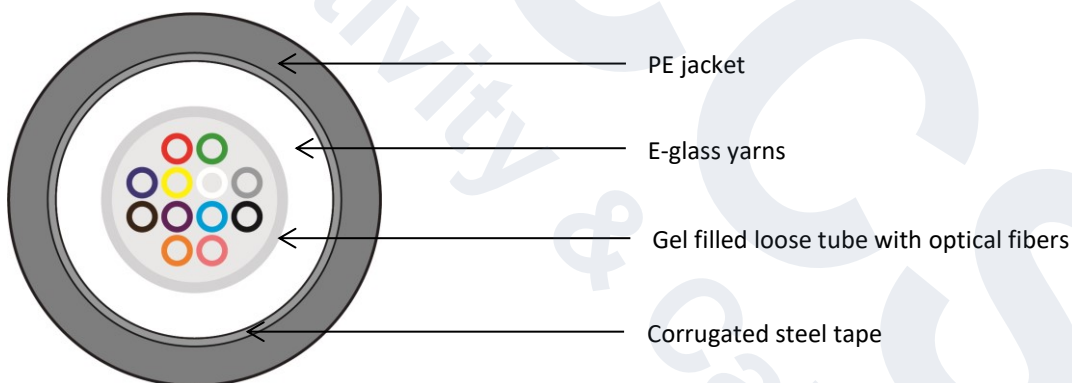 PE jacket
E-glass yarns
Gel filled loose tube with optical fibers
Corrugated steel tape